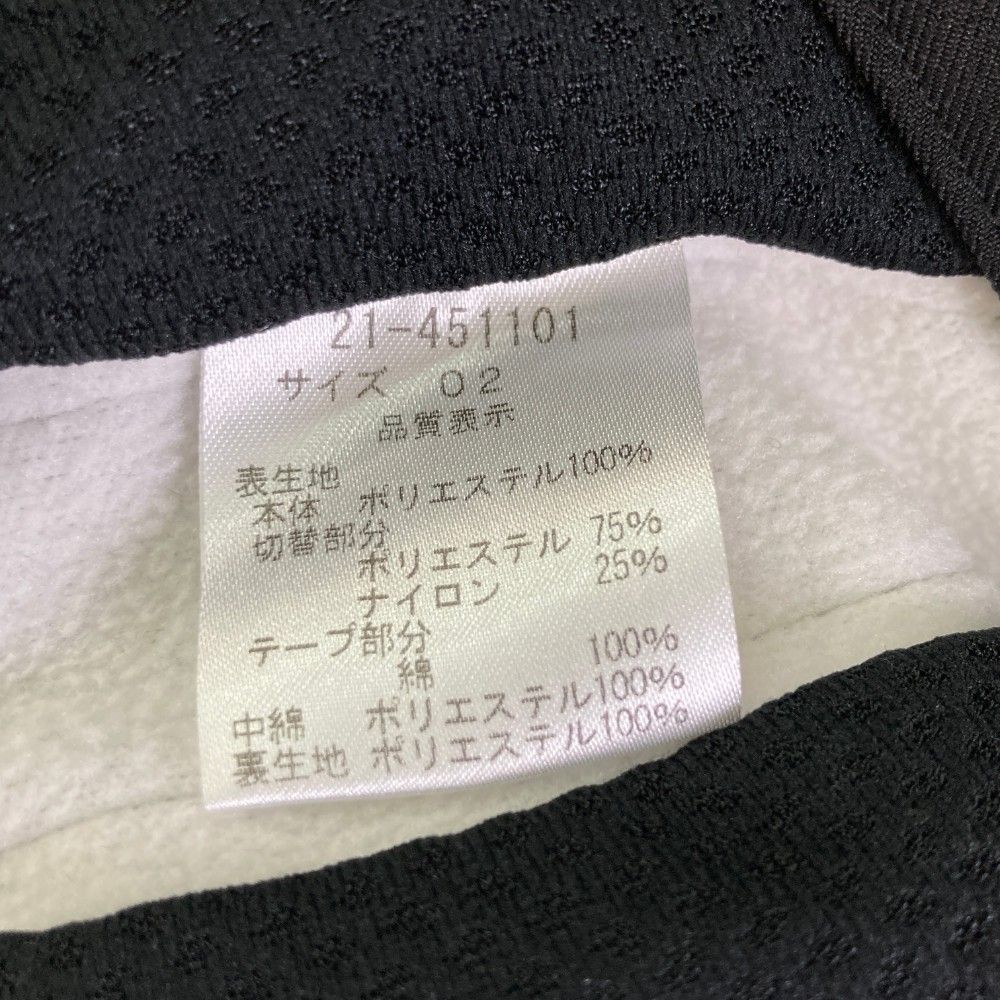 21-451101
サイズ 02
品質表示
表生地
本体 ポリエステル100%
切替部分
ポリエステル 75%
ナイロン 25%
テープ部分
綿 100%
中綿 ポリエステル100%
裏生地 ポリエステル100%